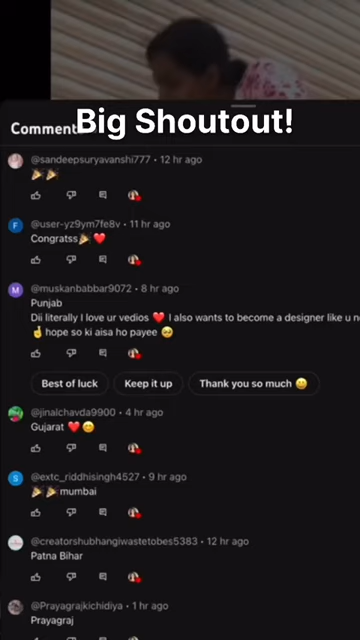 Big Shoutout!
Comment
@sandeepsuryavanshi777 • 12 hr ago
🎉🎉
@user-yz9ym7fe8v • 11 hr ago
Congratss🎉❤️
@muskanbabbar9072 • 8 hr ago
Punjab
Dii literally I love ur vedios ❤️ I also wants to become a designer like u
🤞hope so ki aisa ho payee 🥺
Best of luck
Keep it up
Thank you so much 😀
@jinalchavda9900 • 4 hr ago
Gujarat ❤️😊
@extc_riddhisingh4527 • 9 hr ago
🎉🎉mumbai
@creatorshubhangiwastetobes5383 • 12 hr ago
Patna Bihar
@Prayagrajkichidiya • 1 hr ago
Prayagraj